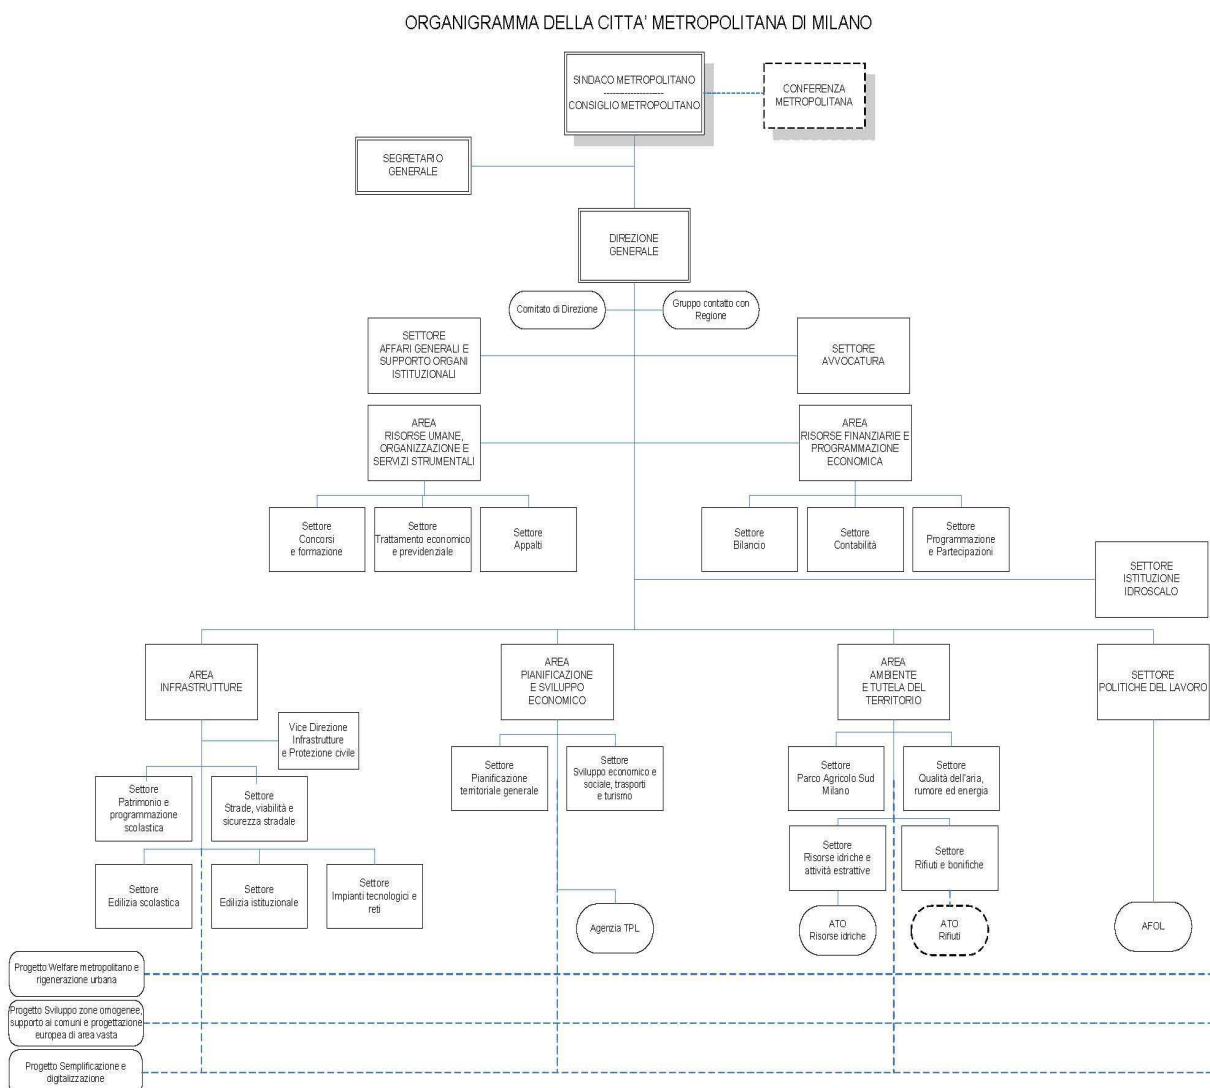 ORGANIGRAMMA DELLA CITTA' METROPOLITANA DI MILANO
SINDACO METROPOLITANO
--------------------
CONSIGLIO METROPOLITANO
CONFERENZA
METROPOLITANA
SEGRETARIO
GENERALE
DIREZIONE
GENERALE
Comitato di Direzione
Gruppo contatto con
Regione
SETTORE
AFFARI GENERALI E
SUPPORTO ORGANI
ISTITUZIONALI
SETTORE
AVVOCATURA
AREA
RISORSE UMANE,
ORGANIZZAZIONE E
SERVIZI STRUMENTALI
AREA
RISORSE FINANZIARIE E
PROGRAMMAZIONE
ECONOMICA
Settore
Concorsi
e formazione
Settore
Trattamento economico
e previdenziale
Settore
Appalti
Settore
Bilancio
Settore
Contabilità
Settore
Programmazione
e Partecipazioni
SETTORE
ISTITUZIONE
IDROSCALO
AREA
INFRASTRUTTURE
AREA
PIANIFICAZIONE
E SVILUPPO
ECONOMICO
AREA
AMBIENTE
E TUTELA DEL
TERRITORIO
SETTORE
POLITICHE DEL LAVORO
Vice Direzione
Infrastrutture
e Protezione civile
Settore
Patrimonio e
programmazione
scolastica
Settore
Strade, viabilità e
sicurezza stradale
Settore
Pianificazione
territoriale generale
Settore
Sviluppo economico e
sociale, trasporti
e turismo
Settore
Parco Agricolo Sud
Milano
Settore
Qualità dell'aria,
rumore ed energia
Settore
Risorse idriche e
attività estrattive
Settore
Rifiuti e bonifiche
Settore
Edilizia scolastica
Settore
Edilizia istituzionale
Settore
Impianti tecnologici e
reti
Agenzia TPL
ATO
Risorse idriche
ATO
Rifiuti
AFOL
Progetto Welfare metropolitano e
rigenerazione urbana
Progetto Sviluppo zone omogenee,
supporto ai comuni e progettazione
europea di area vasta
Progetto Semplificazione e
digitalizzazione